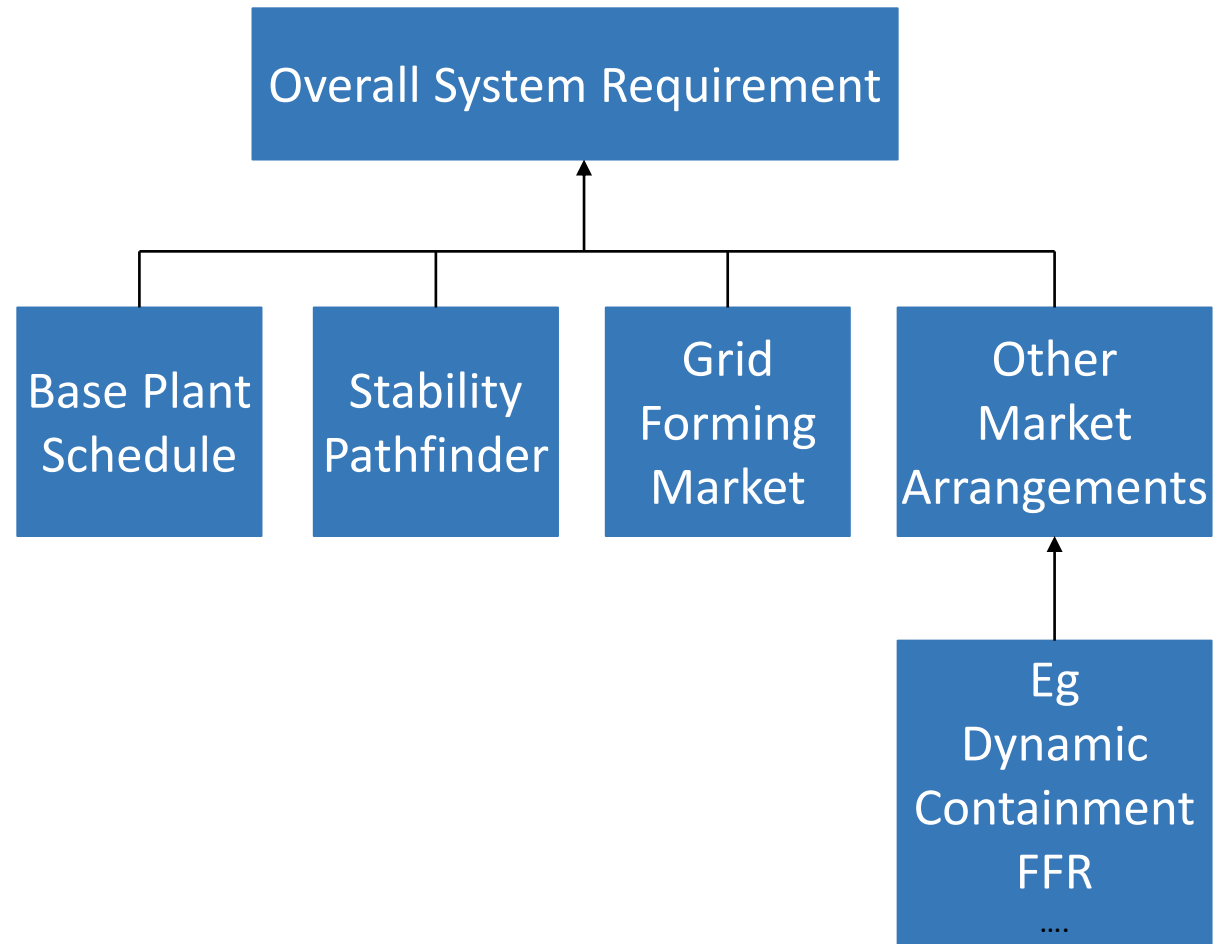 Overall System Requirement
Base Plant
Schedule
Stability
Pathfinder
Grid
Forming
Market
Other
Market
Arrangements
Eg
Dynamic
Containment
FFR
....